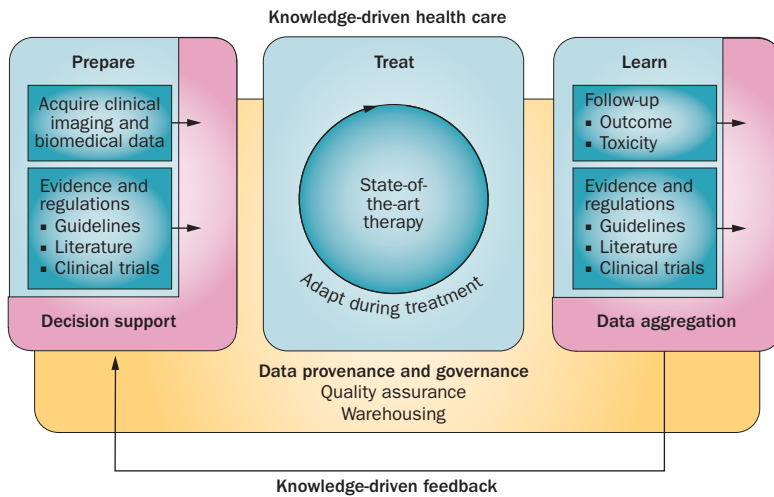 Knowledge-driven health care
Prepare
Acquire clinical
imaging and
biomedical data
Evidence and
regulations
▪ Guidelines
▪ Literature
▪ Clinical trials
Decision support
Treat
State-of-
the-art
therapy
Adapt during treatment
Learn
Follow-up
▪ Outcome
▪ Toxicity
Evidence and
regulations
▪ Guidelines
▪ Literature
▪ Clinical trials
Data aggregation
Data provenance and governance
Quality assurance
Warehousing
Knowledge-driven feedback